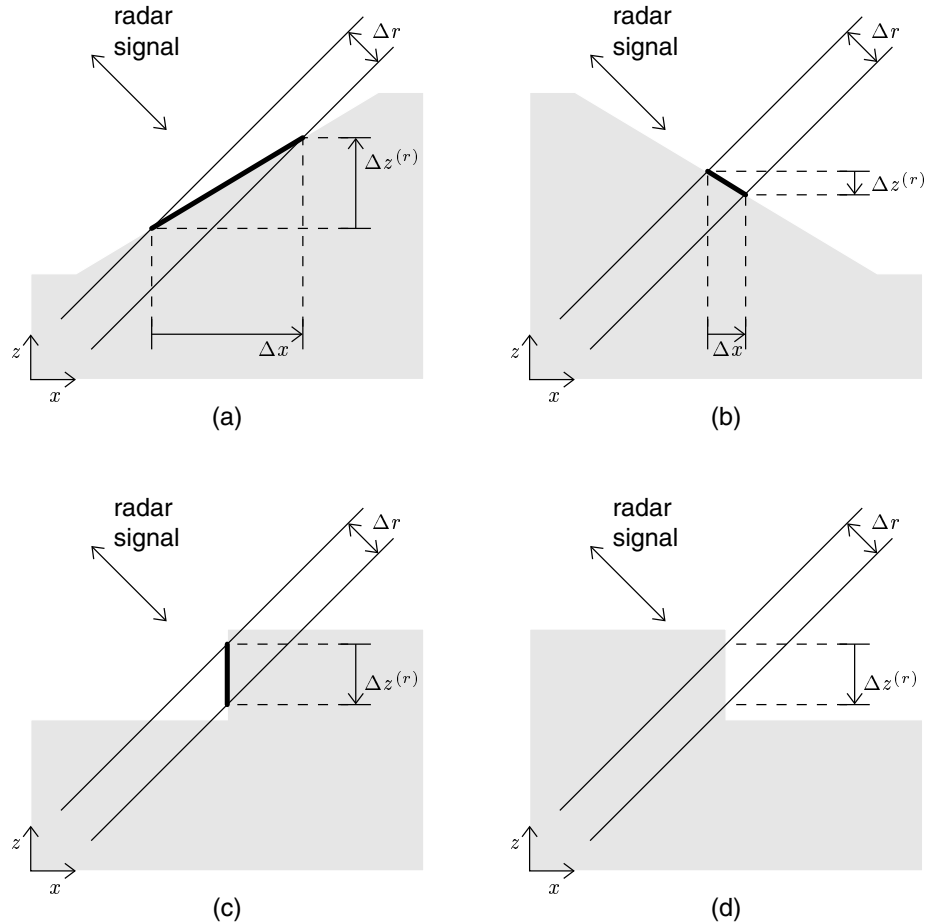 radar
signal
Δr
Δz⁽ʳ⁾
Δx
z
x
(a)
radar
signal
Δr
Δz⁽ʳ⁾
Δx
z
x
(b)
radar
signal
Δr
Δz⁽ʳ⁾
z
x
(c)
radar
signal
Δr
Δz⁽ʳ⁾
z
x
(d)